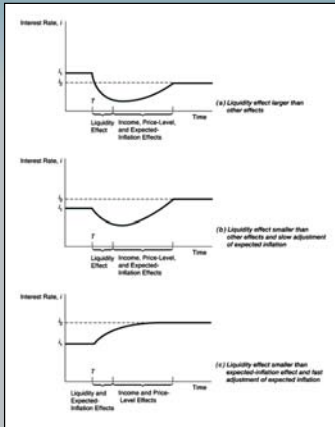 Interest Rate, i
i₁
i₂
T
Time
Liquidity
Effect
Income, Price-Level,
and Expected-
Inflation Effects
(a) Liquidity effect larger than
other effects
Interest Rate, i
i₂
i₁
T
Time
Liquidity
Effect
Income, Price-Level,
and Expected-
Inflation Effects
(b) Liquidity effect smaller than
other effects and slow adjustment
of expected inflation
Interest Rate, i
i₂
i₁
T
Time
Liquidity and
Expected-
Inflation Effects
Income and Price-
Level Effects
(c) Liquidity effect smaller than
expected-inflation effect and fast
adjustment of expected inflation